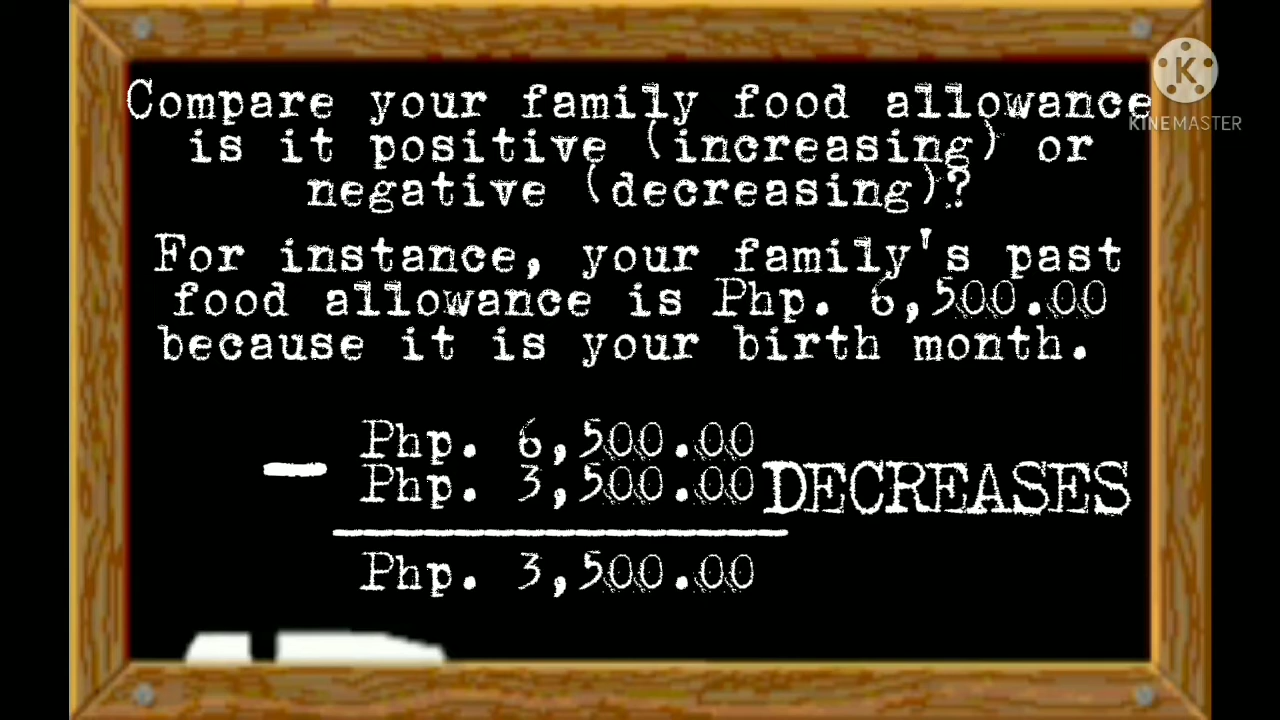 Compare your family food allowance
is it positive (increasing) or
negative (decreasing)?
For instance, your family's past
food allowance is Php. 6,500.00
because it is your birth month.
Php. 6,500.00
− Php. 3,500.00 DECREASES
Php. 3,500.00
K
KINEMASTER